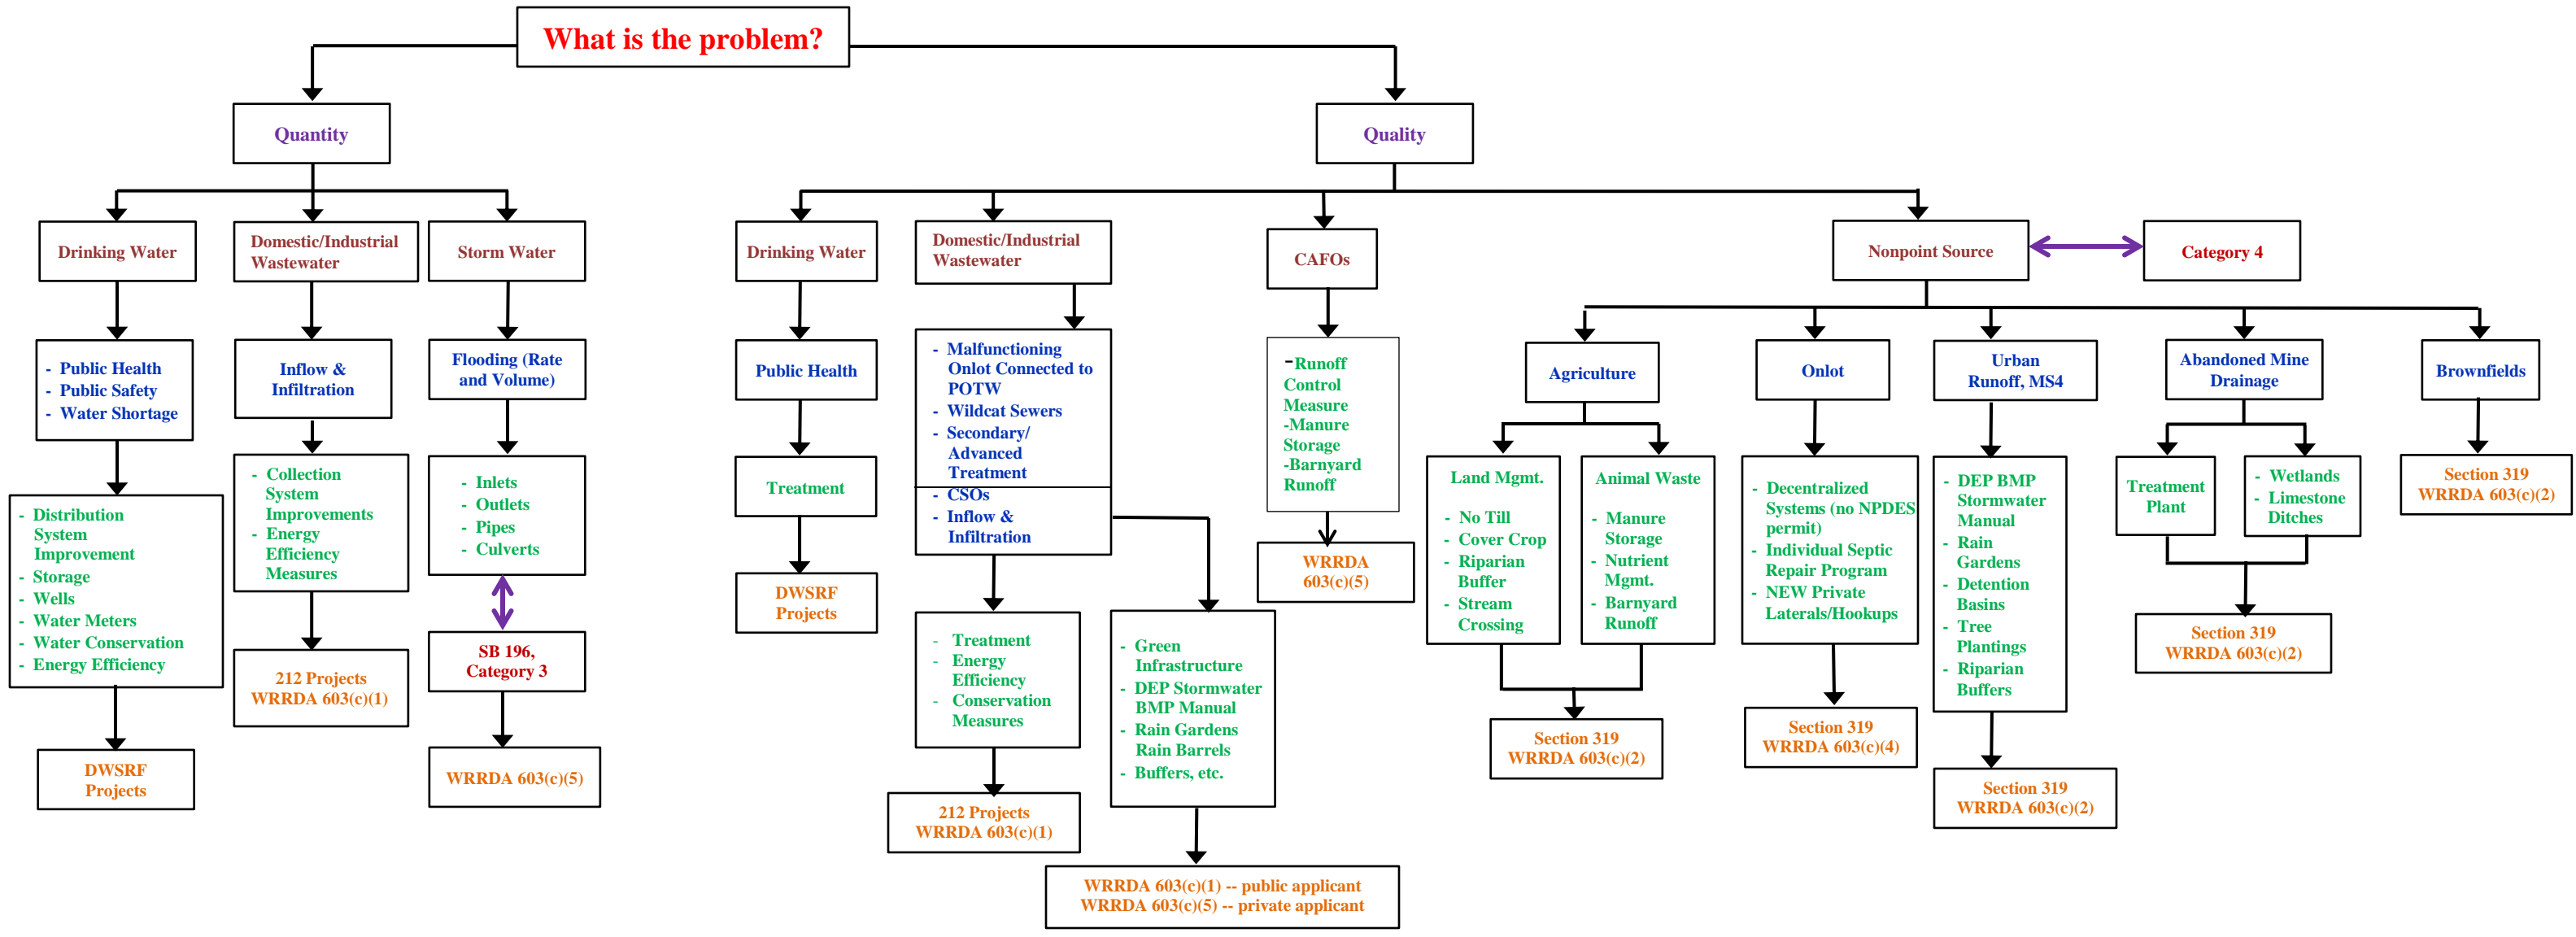 What is the problem?
Quantity
Quality
Drinking Water
Domestic/Industrial
Wastewater
Storm Water
Drinking Water
Domestic/Industrial
Wastewater
CAFOs
Nonpoint Source
Category 4
- Public Health
- Public Safety
- Water Shortage
Inflow &
Infiltration
Flooding (Rate
and Volume)
Public Health
- Malfunctioning
Onlot Connected to
POTW
- Wildcat Sewers
- Secondary/
Advanced
Treatment
- CSOs
- Inflow &
Infiltration
-Runoff
Control
Measure
-Manure
Storage
-Barnyard
Runoff
Agriculture
Onlot
Urban
Runoff, MS4
Abandoned Mine
Drainage
Brownfields
- Distribution
System
Improvement
- Storage
- Wells
- Water Meters
- Water Conservation
- Energy Efficiency
- Collection
System
Improvements
- Energy
Efficiency
Measures
- Inlets
- Outlets
- Pipes
- Culverts
Treatment
Land Mgmt.
- No Till
- Cover Crop
- Riparian
Buffer
- Stream
Crossing
Animal Waste
- Manure
Storage
- Nutrient
Mgmt.
- Barnyard
Runoff
- Decentralized
Systems (no NPDES
permit)
- Individual Septic
Repair Program
- NEW Private
Laterals/Hookups
- DEP BMP
Stormwater
Manual
- Rain
Gardens
- Detention
Basins
- Tree
Plantings
- Riparian
Buffers
Treatment
Plant
- Wetlands
- Limestone
Ditches
Section 319
WRRDA 603(c)(2)
DWSRF
Projects
212 Projects
WRRDA 603(c)(1)
SB 196,
Category 3
WRRDA 603(c)(5)
DWSRF
Projects
- Treatment
- Energy
Efficiency
- Conservation
Measures
- Green
Infrastructure
- DEP Stormwater
BMP Manual
- Rain Gardens
Rain Barrels
- Buffers, etc.
WRRDA
603(c)(5)
212 Projects
WRRDA 603(c)(1)
WRRDA 603(c)(1) -- public applicant
WRRDA 603(c)(5) -- private applicant
Section 319
WRRDA 603(c)(2)
Section 319
WRRDA 603(c)(4)
Section 319
WRRDA 603(c)(2)
Section 319
WRRDA 603(c)(2)